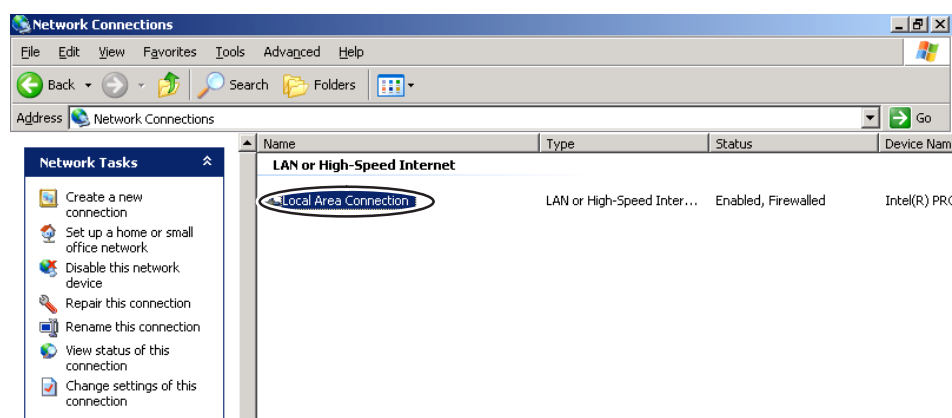 Network Connections
File Edit View Favorites Tools Advanced Help
Back Search Folders
Address Network Connections Go
Name Type Status Device Nam
LAN or High-Speed Internet
Local Area Connection LAN or High-Speed Inter... Enabled, Firewalled Intel(R) PRO
Network Tasks
Create a new
connection
Set up a home or small
office network
Disable this network
device
Repair this connection
Rename this connection
View status of this
connection
Change settings of this
connection